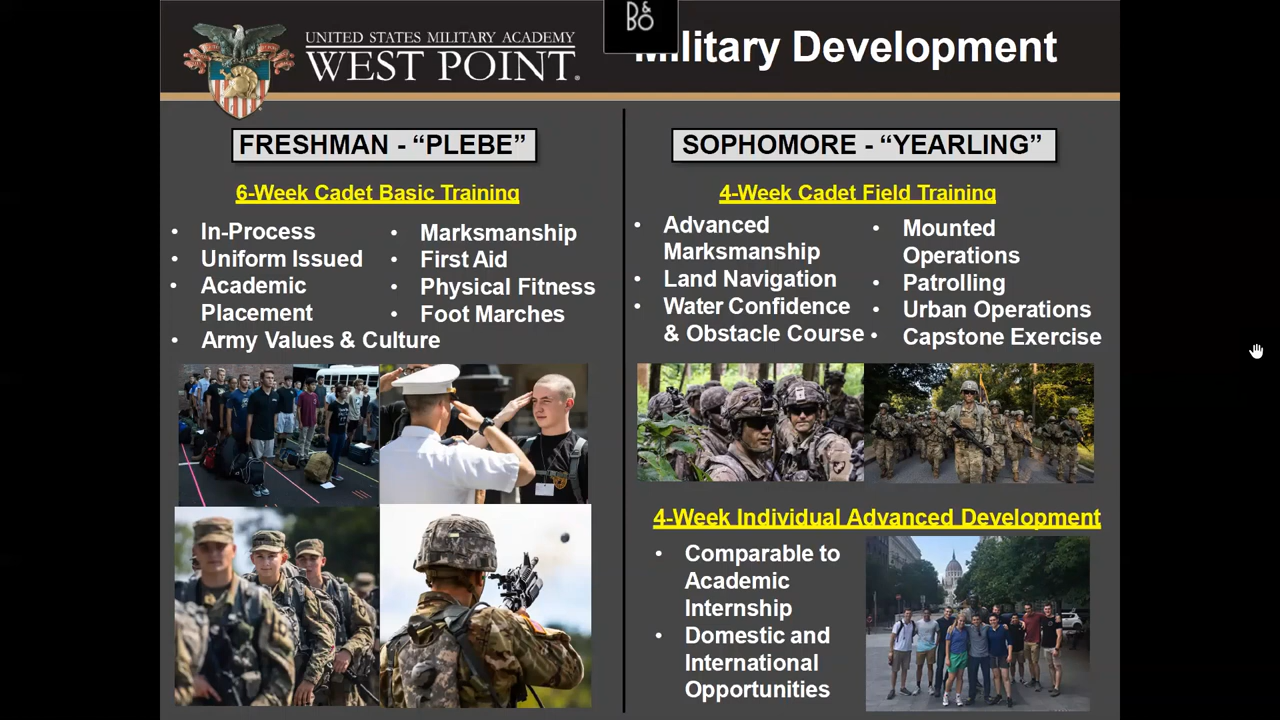 UNITED STATES MILITARY ACADEMY
WEST POINT.
D&
BO
Military Development
FRESHMAN - “PLEBE”
6-Week Cadet Basic Training
• In-Process
• Uniform Issued
• Academic
Placement
• Army Values & Culture
• Marksmanship
• First Aid
• Physical Fitness
• Foot Marches
SOPHOMORE - “YEARLING”
4-Week Cadet Field Training
• Advanced
Marksmanship
• Land Navigation
• Water Confidence
& Obstacle Course
• Mounted
Operations
• Patrolling
• Urban Operations
• Capstone Exercise
4-Week Individual Advanced Development
• Comparable to
Academic
Internship
• Domestic and
International
Opportunities